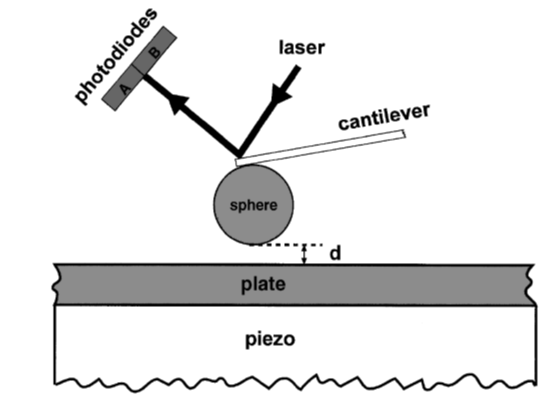 photodiodes
A
B
laser
cantilever
sphere
d
plate
piezo